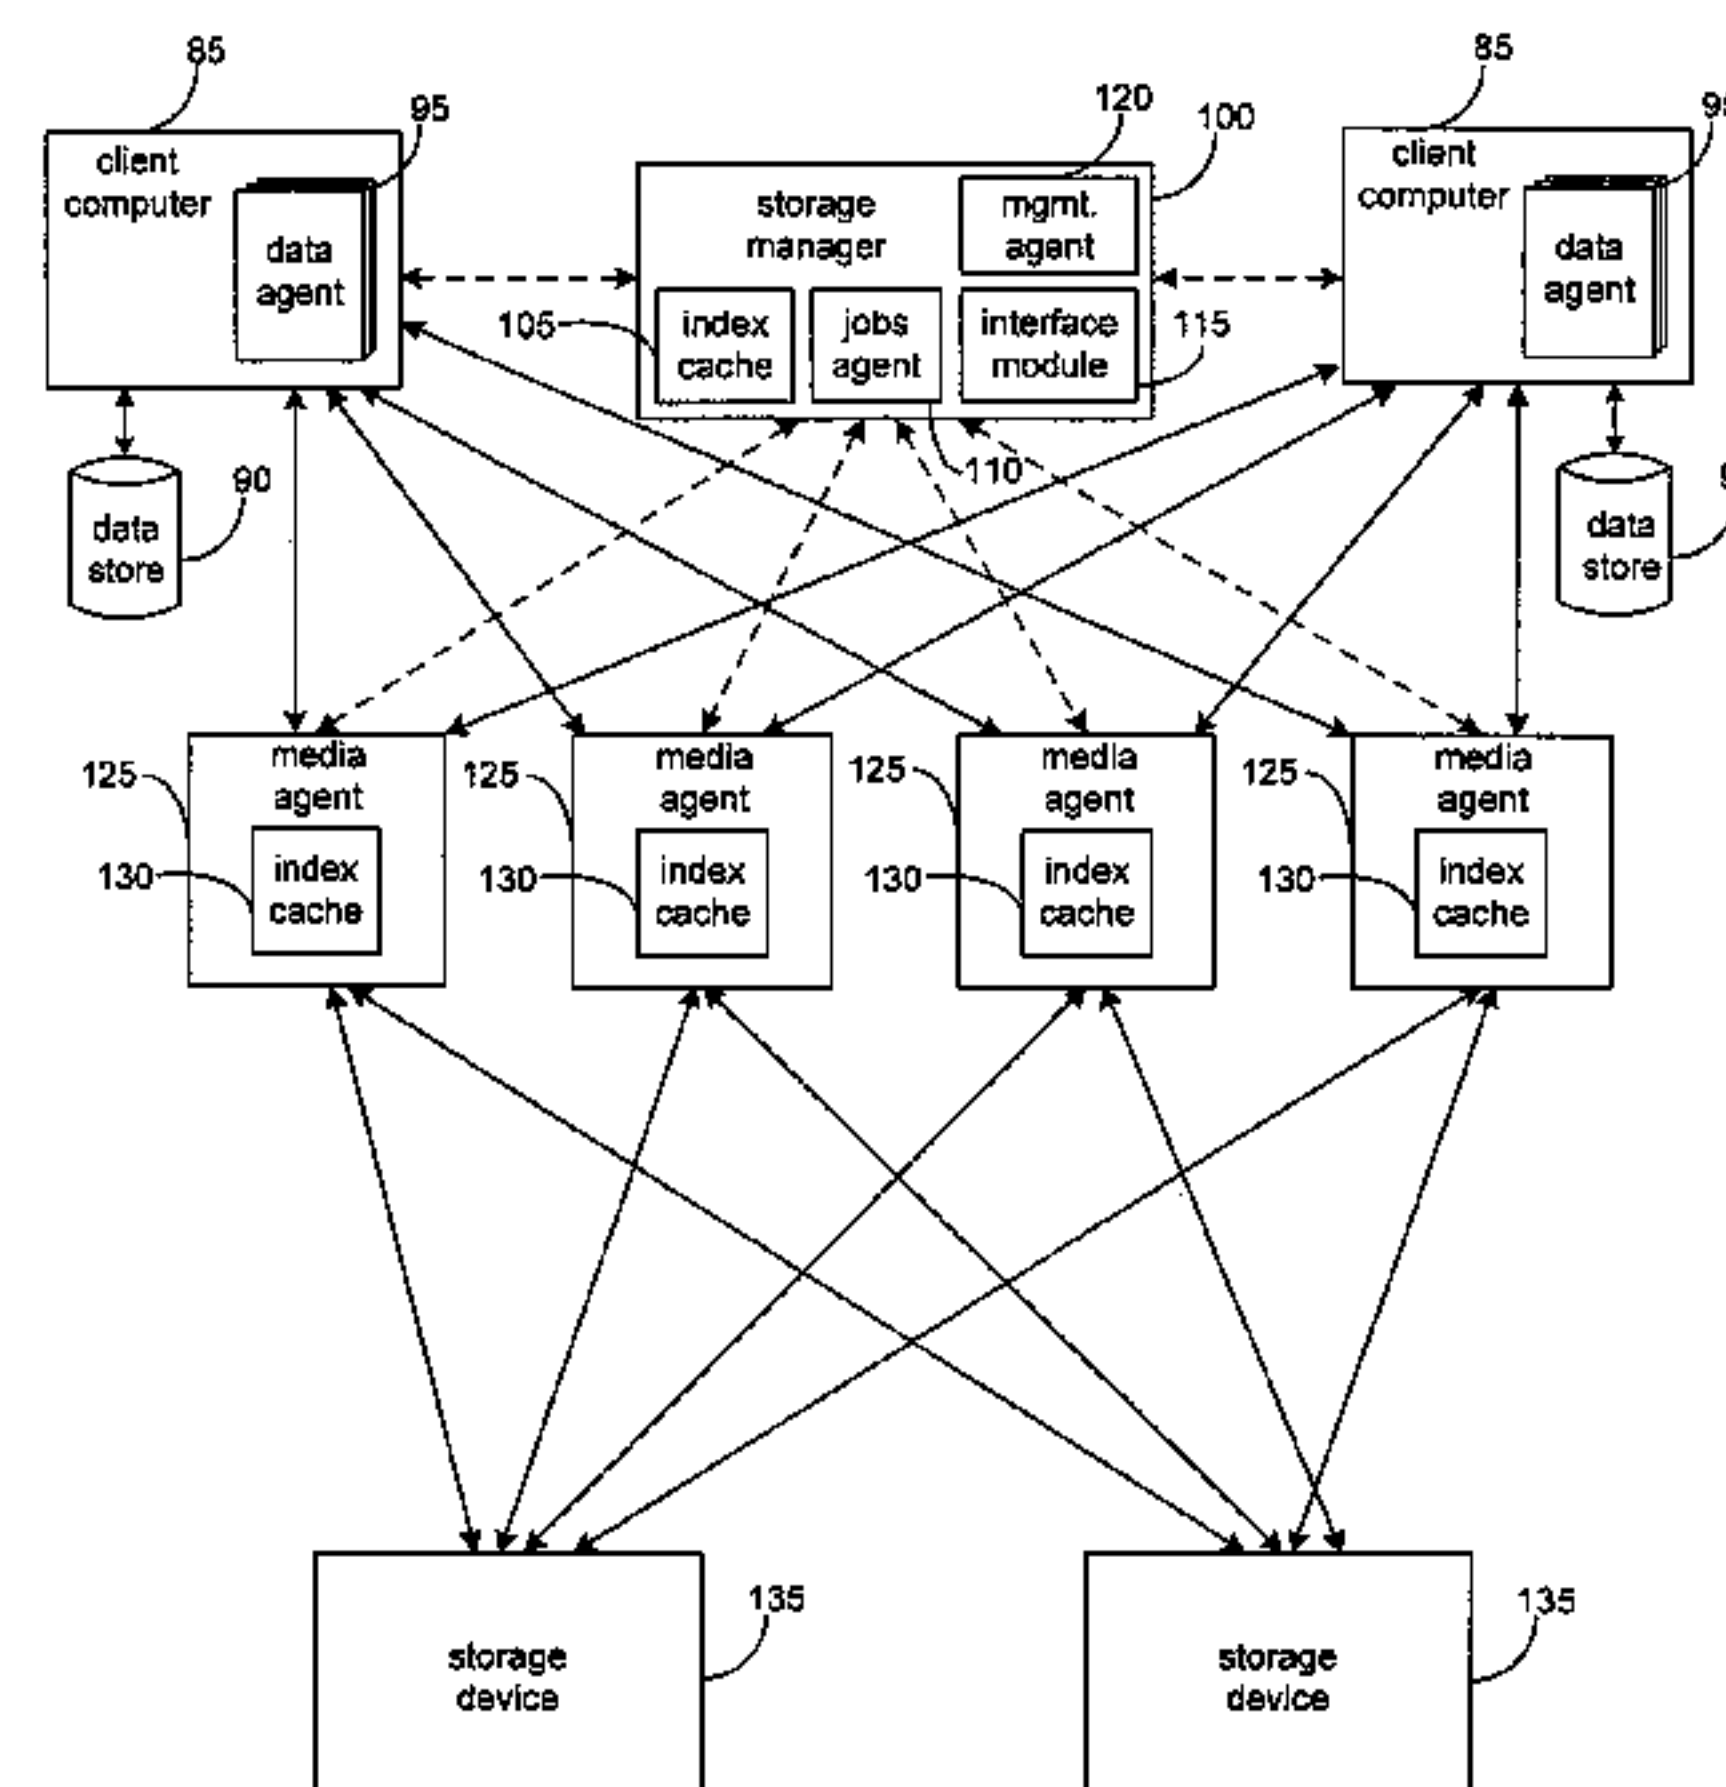 85
95
client
computer
data
agent
120
100
storage
manager
mgmt.
agent
105
index
cache
jobs
agent
interface
module
115
110
85
client
computer
data
agent
90
data
store
data
store
125
media
agent
130
index
cache
125
media
agent
130
index
cache
125
media
agent
130
index
cache
125
media
agent
130
index
cache
135
storage
device
135
storage
device